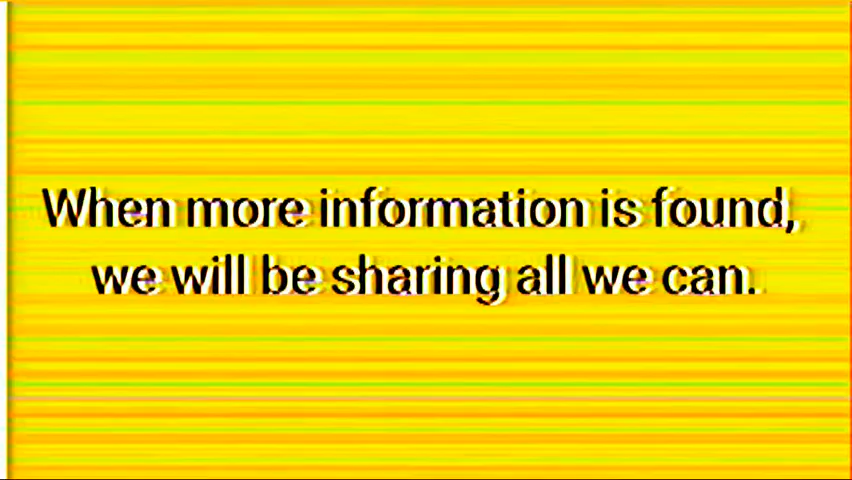 When more information is found,
we will be sharing all we can.